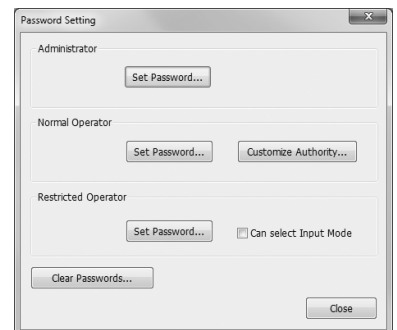 Password Setting
Administrator
Set Password...
Normal Operator
Set Password... Customize Authority...
Restricted Operator
Set Password... Can select Input Mode
Clear Passwords...
Close